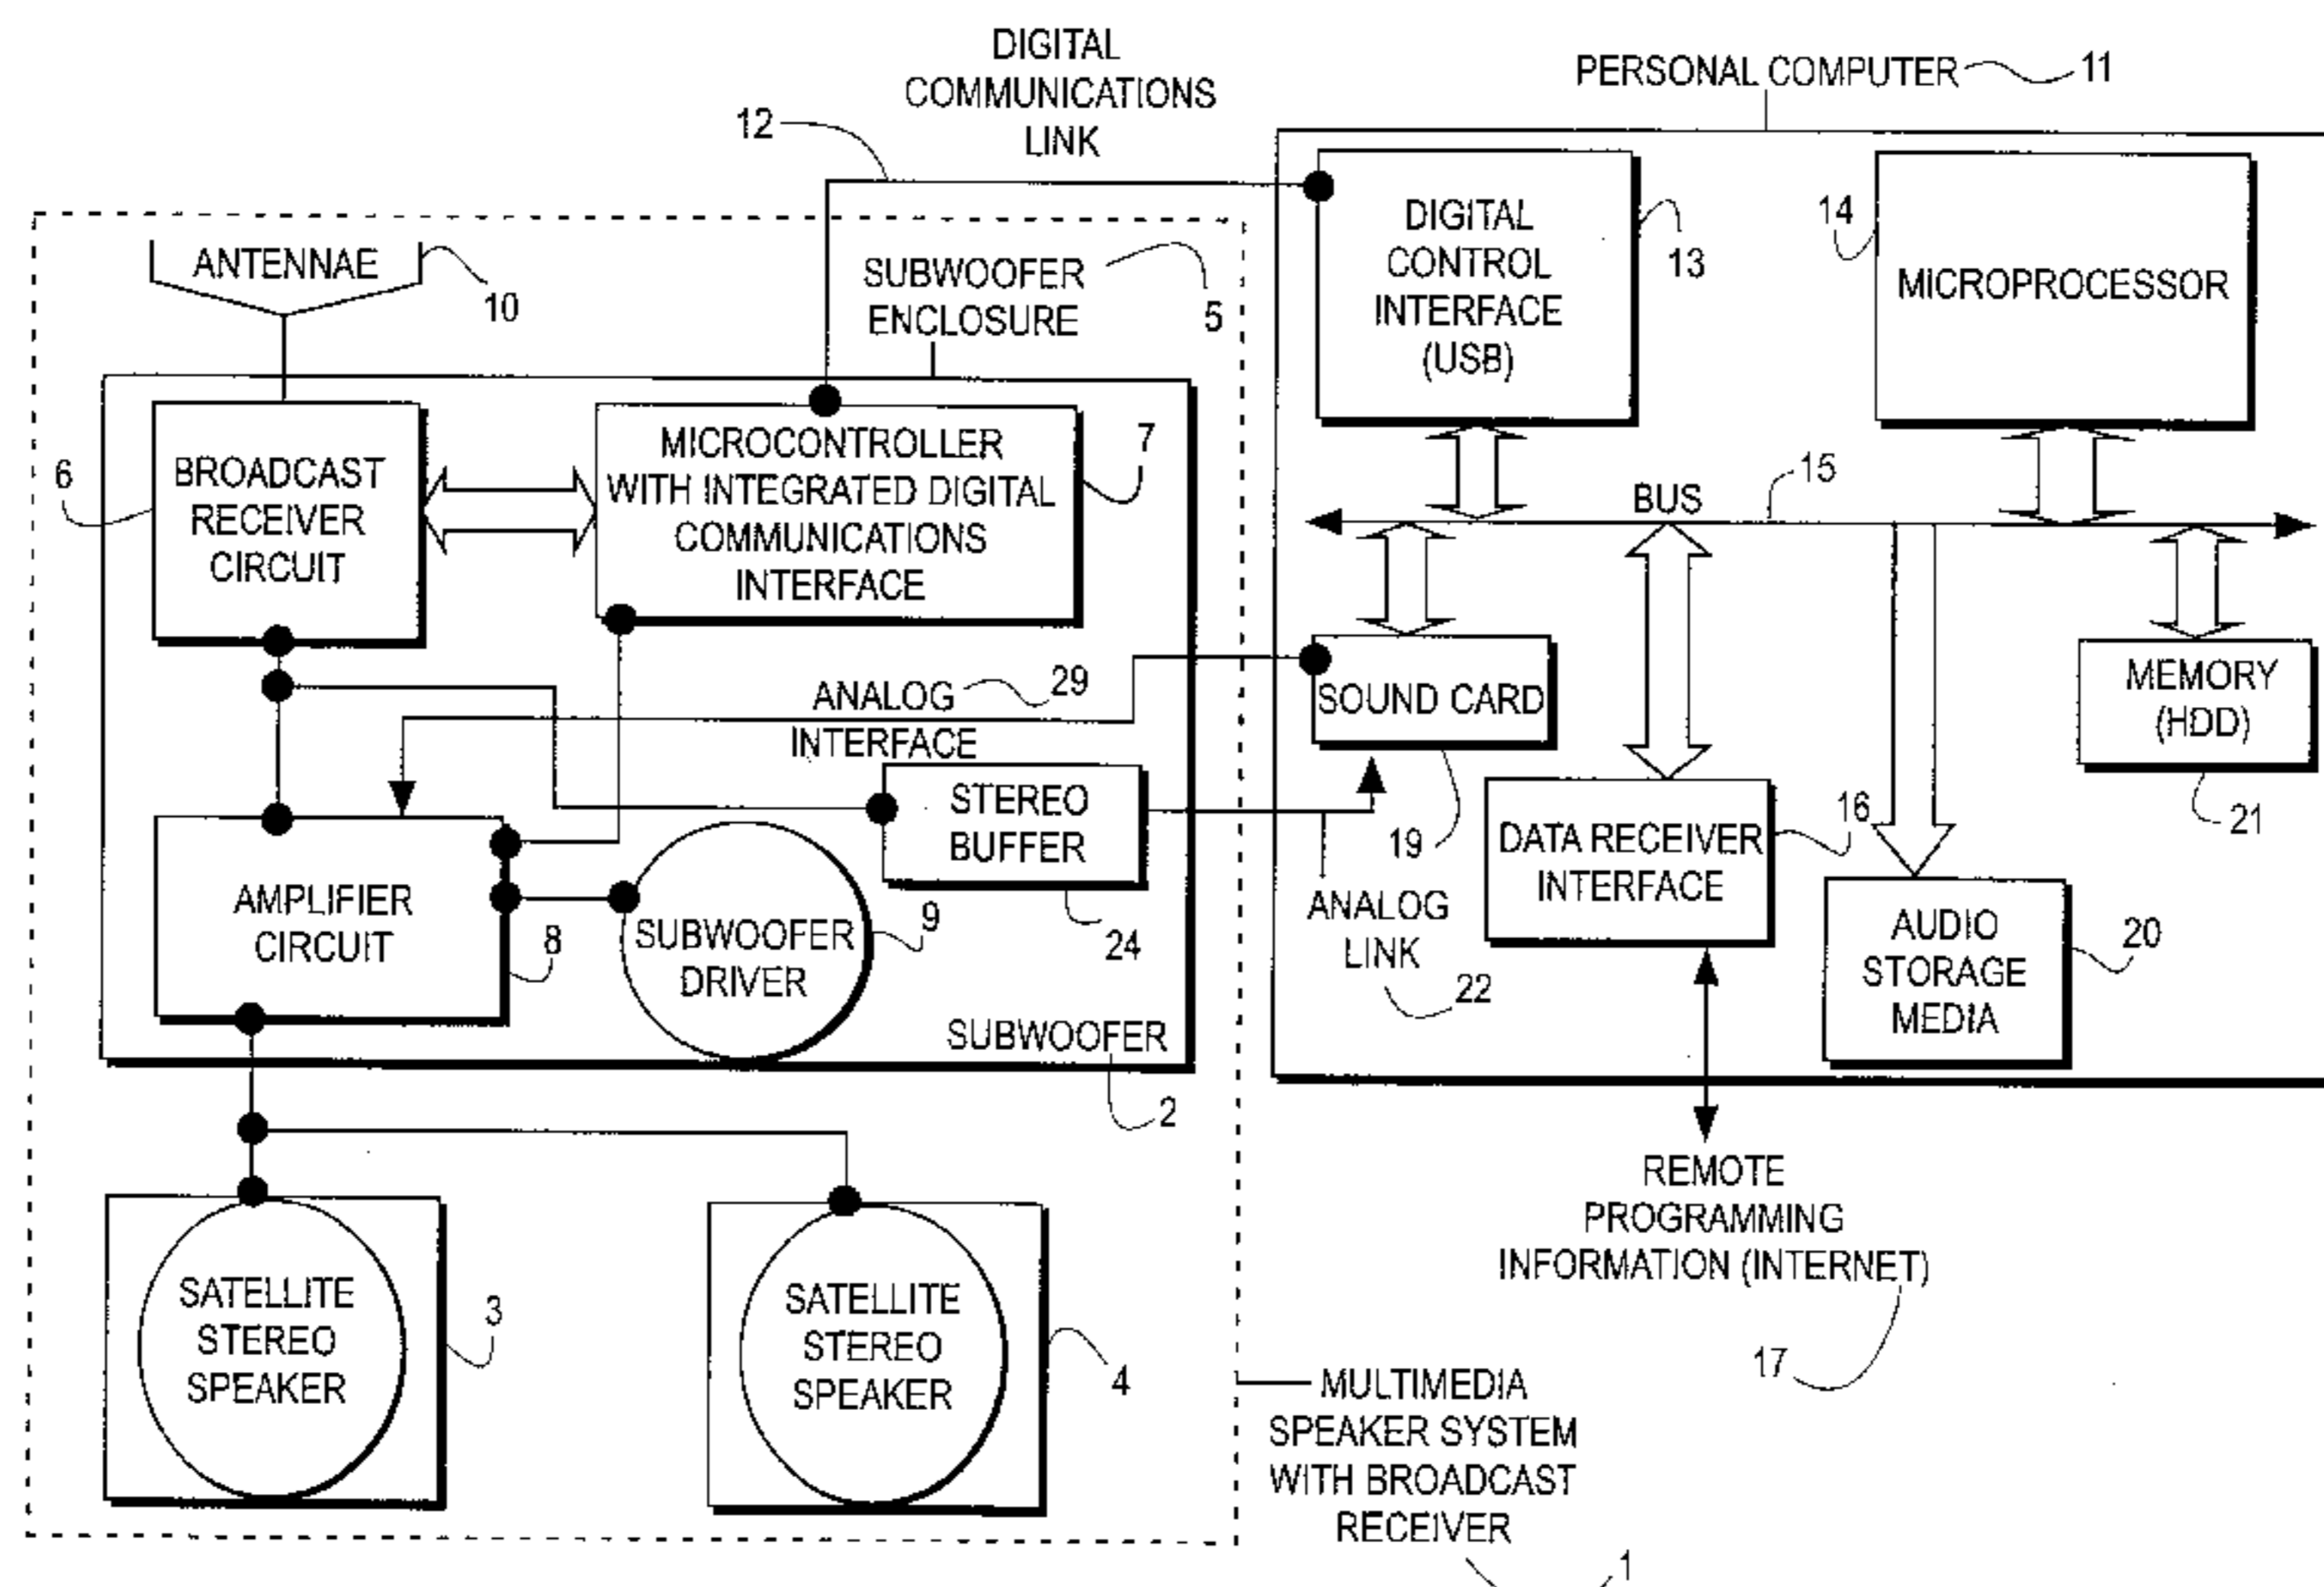 DIGITAL
COMMUNICATIONS
LINK
12
PERSONAL COMPUTER
11
ANTENNAE
10
SUBWOOFER
ENCLOSURE
5
DIGITAL
CONTROL
INTERFACE
(USB)
13
14
MICROPROCESSOR
6
BROADCAST
RECEIVER
CIRCUIT
MICROCONTROLLER
WITH INTEGRATED DIGITAL
COMMUNICATIONS
INTERFACE
7
BUS
15
ANALOG
INTERFACE
29
SOUND CARD
19
MEMORY
(HDD)
21
STEREO
BUFFER
24
DATA RECEIVER
INTERFACE
16
AMPLIFIER
CIRCUIT
8
SUBWOOFER
DRIVER
9
ANALOG
LINK
22
AUDIO
STORAGE
MEDIA
20
SUBWOOFER
2
REMOTE
PROGRAMMING
INFORMATION (INTERNET)
17
SATELLITE
STEREO
SPEAKER
3
SATELLITE
STEREO
SPEAKER
4
MULTIMEDIA
SPEAKER SYSTEM
WITH BROADCAST
RECEIVER
1